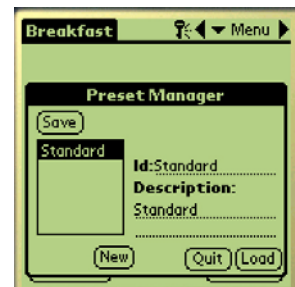 Breakfast Menu
Preset Manager
Save
Standard
Id:Standard
Description:
Standard
New Quit Load